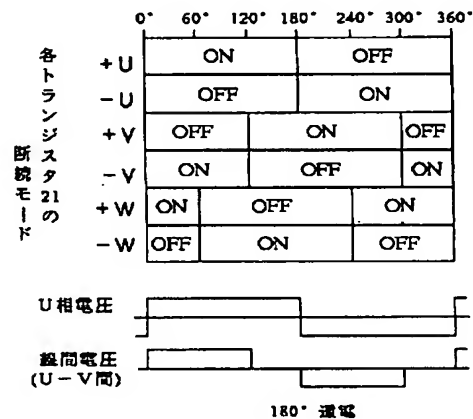 0° 60° 120° 180° 240° 300° 360°
各トランジスタ21の
断続モード
+U ON OFF
-U OFF ON
+V OFF ON OFF
-V ON OFF ON
+W ON OFF ON
-W OFF ON OFF
U相電圧
線間電圧
(U-V間)
180° 通電